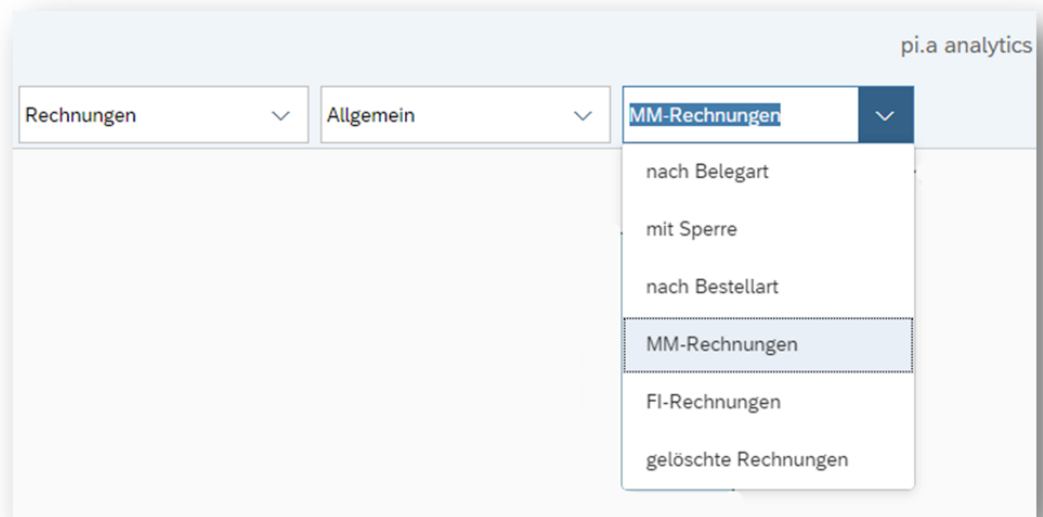 pi.a analytics
Rechnungen
Allgemein
MM-Rechnungen
nach Belegart
mit Sperre
nach Bestellart
MM-Rechnungen
FI-Rechnungen
gelöschte Rechnungen